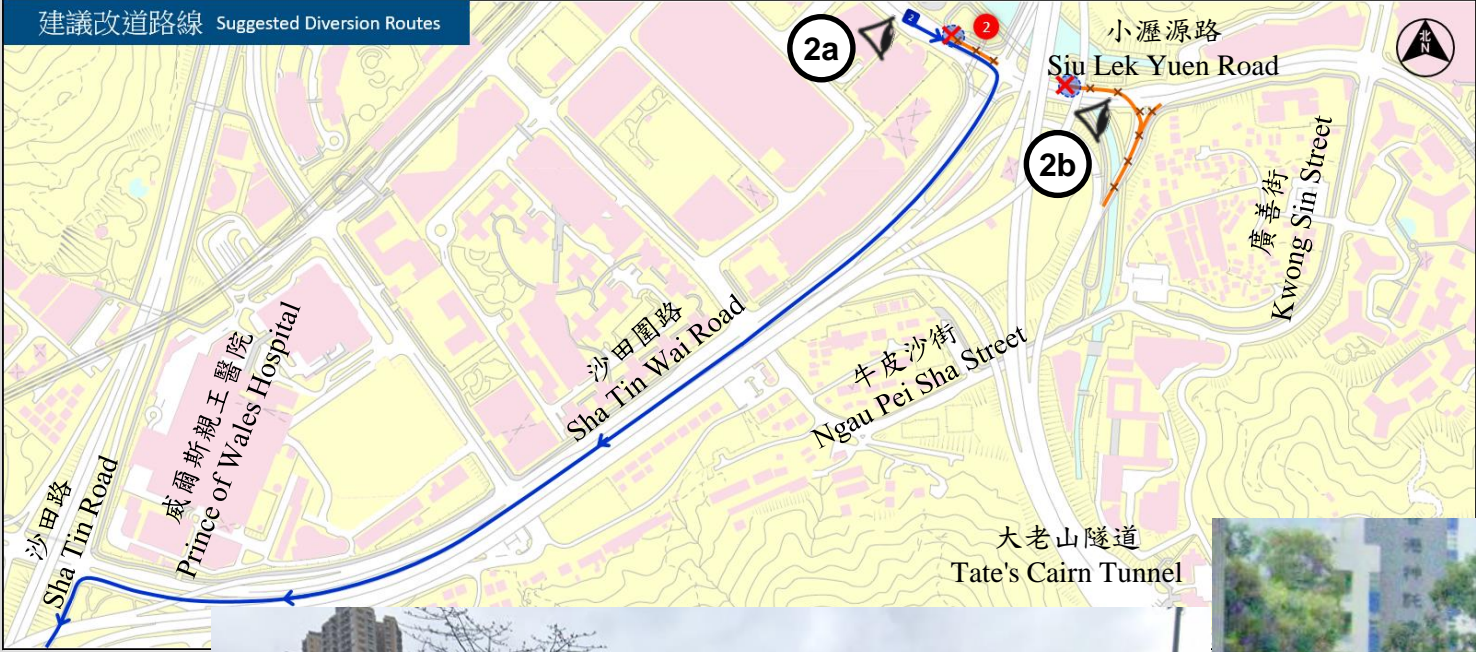 建議改道路線 Suggested Diversion Routes
2
2
2a
小瀝源路
Siu Lek Yuen Road
北
N
2b
廣善街
Kwong Sin Street
沙田圍路
Sha Tin Wai Road
牛皮沙街
Ngau Pei Sha Street
威爾斯親王醫院
Prince of Wales Hospital
沙田路
Sha Tin Road
大老山隧道
Tate's Cairn Tunnel
神
託